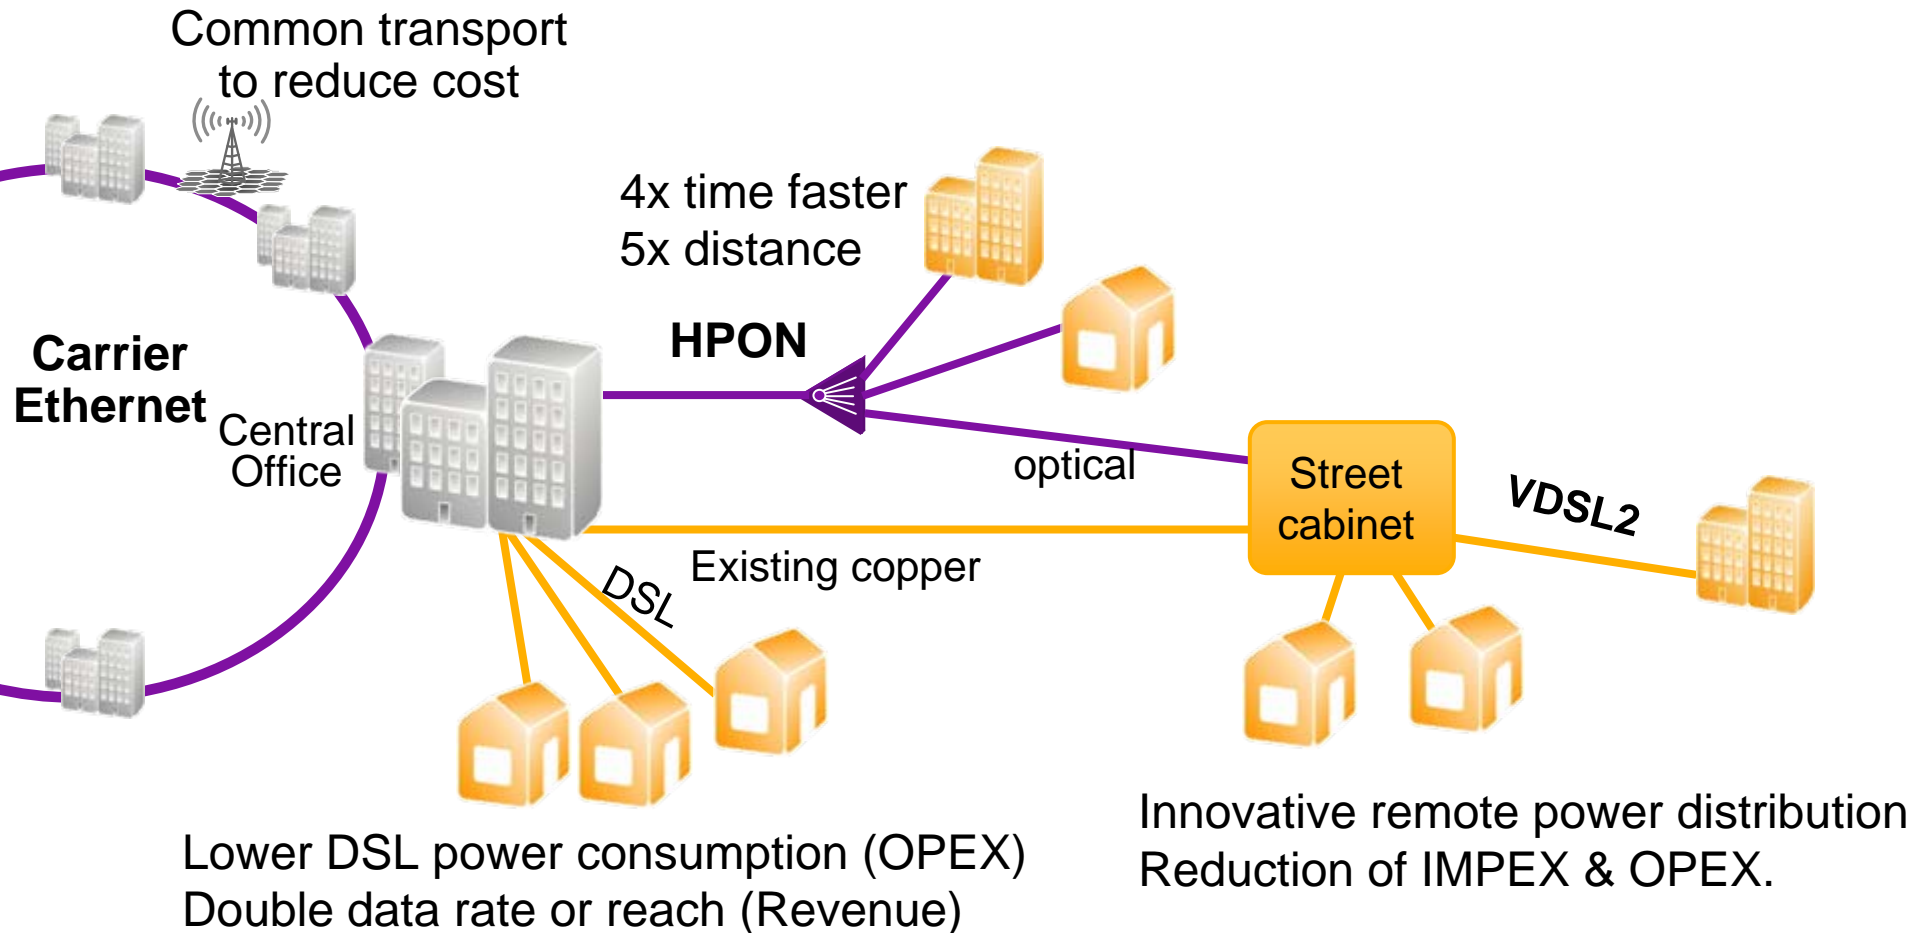 Common transport
to reduce cost
4x time faster
5x distance
HPON
Carrier
Ethernet
Central
Office
optical
Street
cabinet
VDSL2
Existing copper
DSL
Innovative remote power distribution
Reduction of IMPEX & OPEX.
Lower DSL power consumption (OPEX)
Double data rate or reach (Revenue)